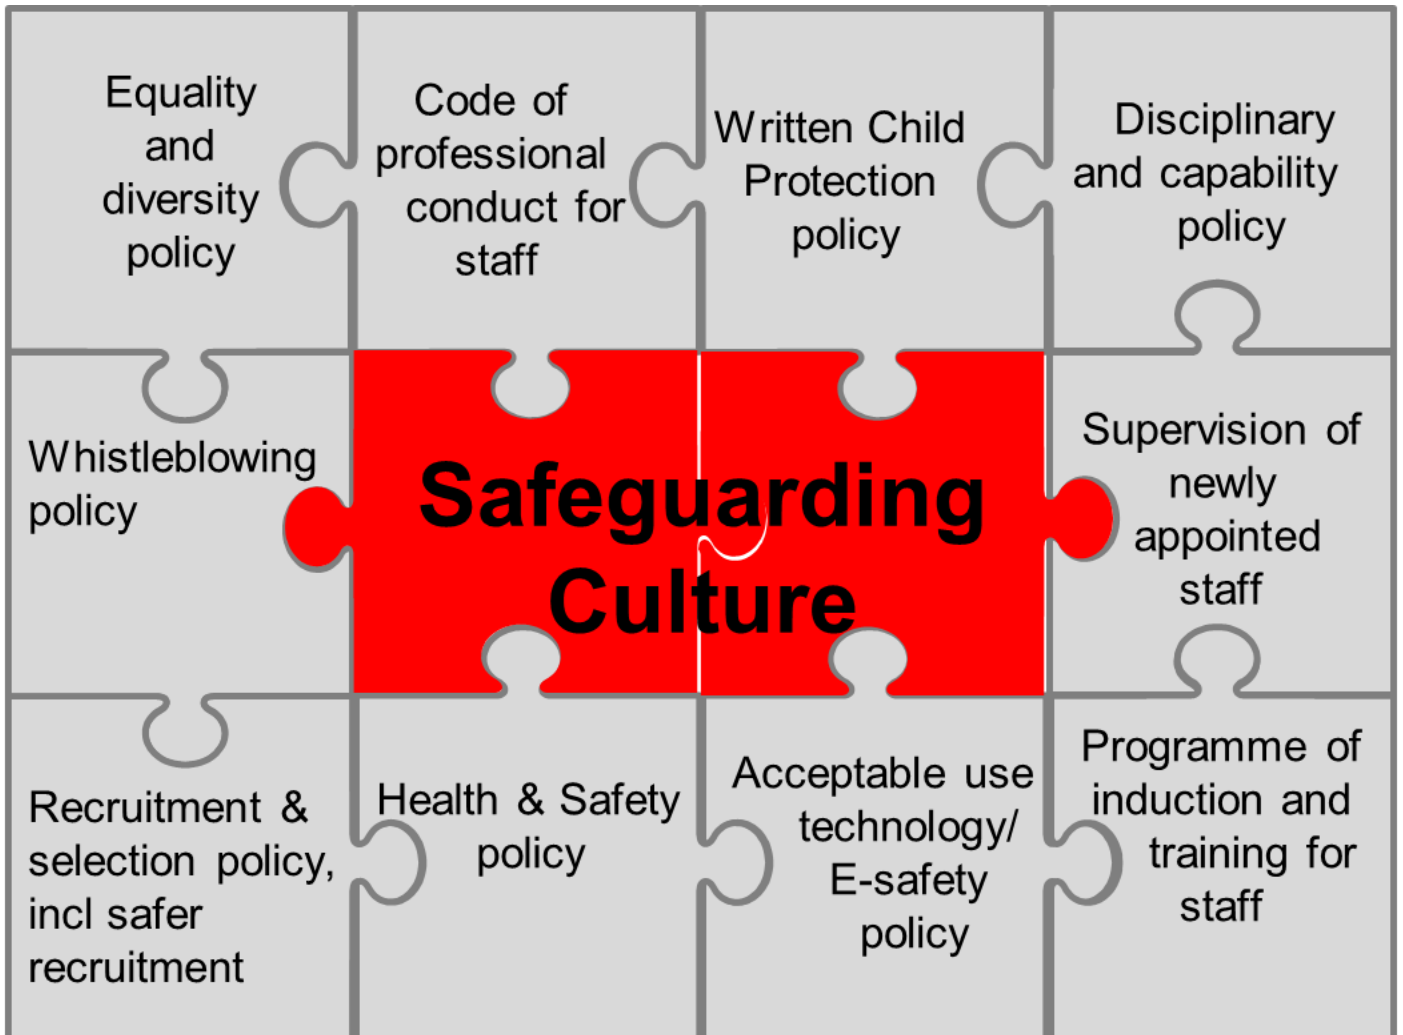 Equality
and
diversity
policy
Code of
professional
conduct for
staff
Written Child
Protection
policy
Disciplinary
and capability
policy
Whistleblowing
policy
Safeguarding
Culture
Supervision of
newly
appointed
staff
Recruitment &
selection policy,
incl safer
recruitment
Health & Safety
policy
Acceptable use
technology/
E-safety
policy
Programme of
induction and
training for
staff